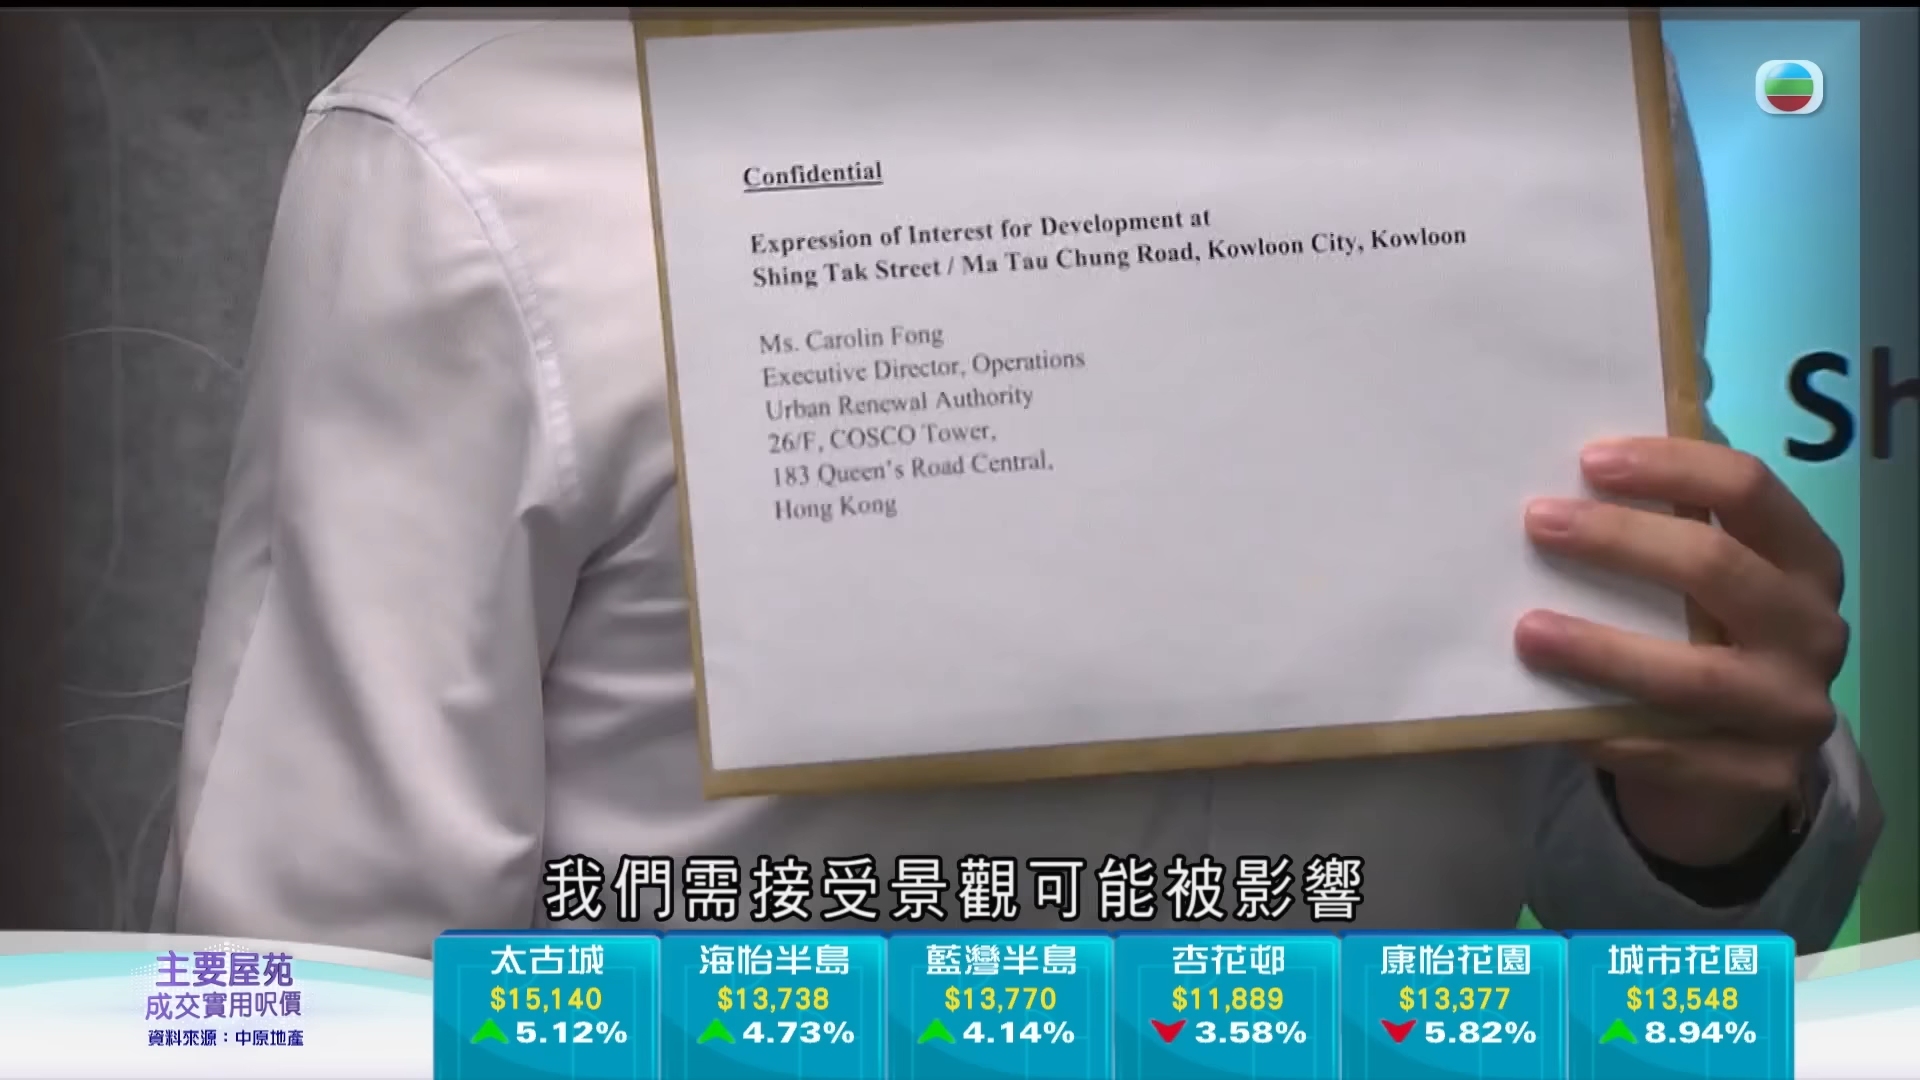 Confidential
Expression of Interest for Development at
Shing Tak Street / Ma Tau Chung Road, Kowloon City, Kowloon
Ms. Carolin Fong
Executive Director, Operations
Urban Renewal Authority
26/F, COSCO Tower,
183 Queen's Road Central,
Hong Kong
Sh
我們需接受景觀可能被影響
主要屋苑
成交實用呎價
資料來源：中原地產
太古城
$15,140
5.12%
海怡半島
$13,738
4.73%
藍灣半島
$13,770
4.14%
杏花邨
$11,889
3.58%
康怡花園
$13,377
5.82%
城市花園
$13,548
8.94%